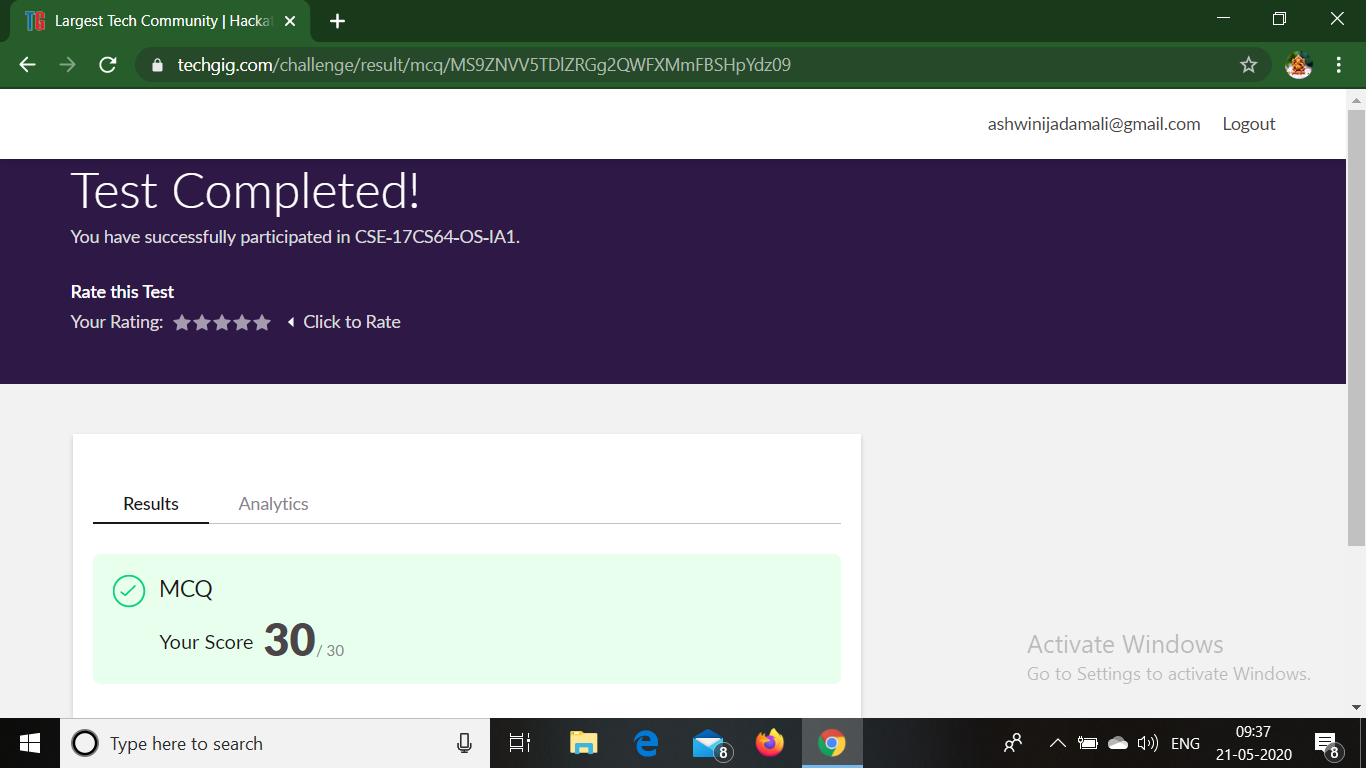 TG Largest Tech Community | Hacka
techgig.com/challenge/result/mcq/MS9ZNVV5TDlZRGg2QWFXMmFBSHpYdz09
ashwinijadamali@gmail.com Logout
Test Completed!
You have successfully participated in CSE-17CS64-OS-IA1.
Rate this Test
Your Rating: Click to Rate
Results Analytics
MCQ
Your Score 30 / 30
Activate Windows
Go to Settings to activate Windows.
Type here to search
8
ENG
09:37
21-05-2020
8